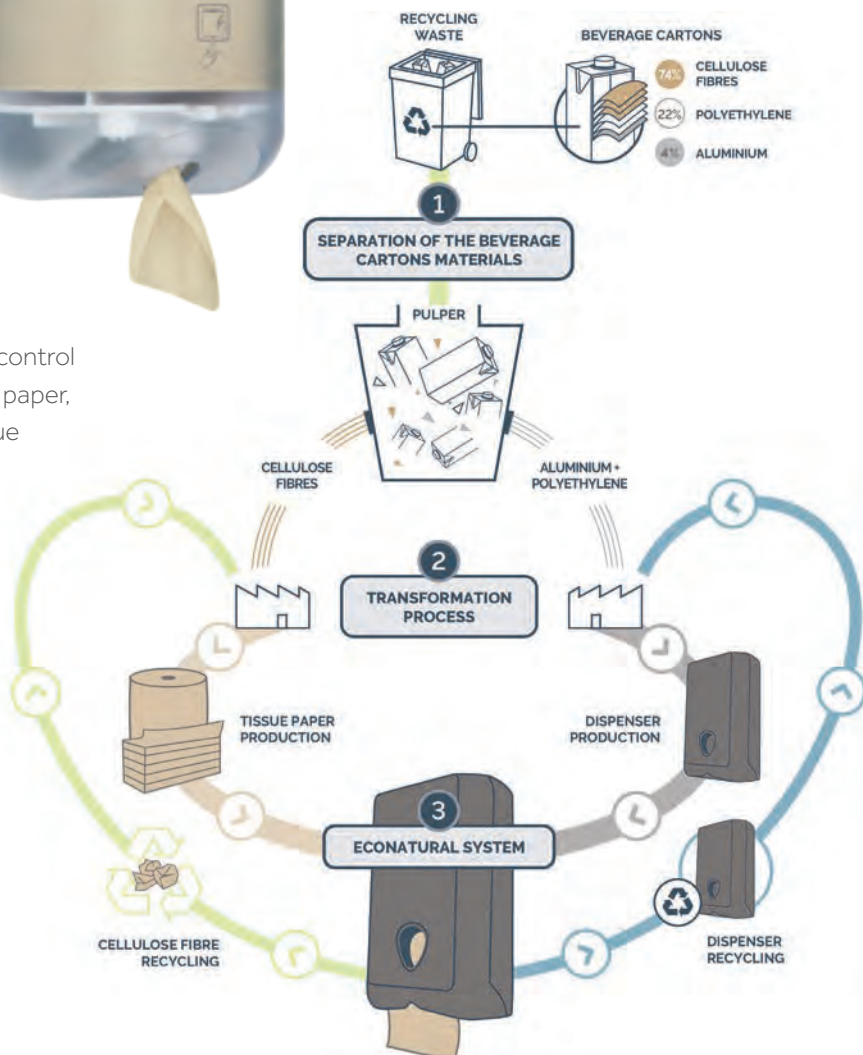 RECYCLING
WASTE
BEVERAGE CARTONS
74%
CELLULOSE
FIBRES
22%
POLYETHYLENE
4%
ALUMINIUM
1
SEPARATION OF THE BEVERAGE
CARTONS MATERIALS
PULPER
control
paper,
ue
CELLULOSE
FIBRES
ALUMINIUM +
POLYETHYLENE
2
TRANSFORMATION
PROCESS
TISSUE PAPER
PRODUCTION
DISPENSER
PRODUCTION
3
ECONATURAL SYSTEM
CELLULOSE FIBRE
RECYCLING
DISPENSER
RECYCLING